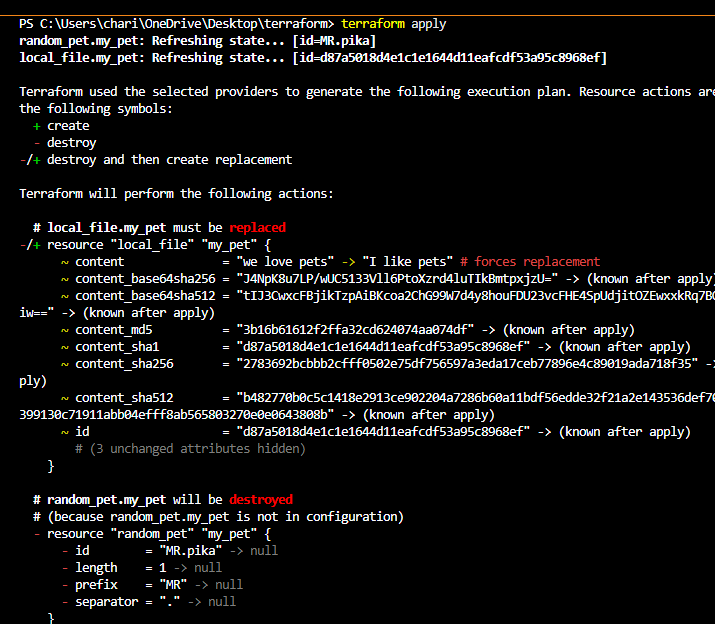 PS C:\Users\chari\OneDrive\Desktop\terraform> terraform apply
random_pet.my_pet: Refreshing state... [id=MR.pika]
local_file.my_pet: Refreshing state... [id=d87a5018d4e1c1e1644d11eafcdf53a95c8968ef]
Terraform used the selected providers to generate the following execution plan. Resource actions are
the following symbols:
+ create
- destroy
-/+ destroy and then create replacement
Terraform will perform the following actions:
# local_file.my_pet must be replaced
-/+ resource "local_file" "my_pet" {
~ content = "we love pets" -> "I like pets" # forces replacement
~ content_base64sha256 = "J4NpK8u7LP/wUC5133Vll6PtoXzrd4luTIkBmtpxjzU=" -> (known after apply)
~ content_base64sha512 = "tIJ3CwxcFBjikTzpAiBKcoa2ChG99W7d4y8houFDU23vcFHE4SpUdjitOZEwxxkRq7BO
iw==" -> (known after apply)
~ content_md5 = "3b16b61612f2ffa32cd624074aa074df" -> (known after apply)
~ content_sha1 = "d87a5018d4e1c1e1644d11eafcdf53a95c8968ef" -> (known after apply)
~ content_sha256 = "2783692bcbbb2cfff0502e75df756597a3eda17ceb77896e4c89019ada718f35" ->
ply)
~ content_sha512 = "b482770b0c5c1418e2913ce902204a7286b60a11bdf56edde32f21a2e143536def70
399130c71911abb04efff8ab565803270e0e0643808b" -> (known after apply)
~ id = "d87a5018d4e1c1e1644d11eafcdf53a95c8968ef" -> (known after apply)
# (3 unchanged attributes hidden)
}
# random_pet.my_pet will be destroyed
# (because random_pet.my_pet is not in configuration)
- resource "random_pet" "my_pet" {
- id = "MR.pika" -> null
- length = 1 -> null
- prefix = "MR" -> null
- separator = "." -> null
}